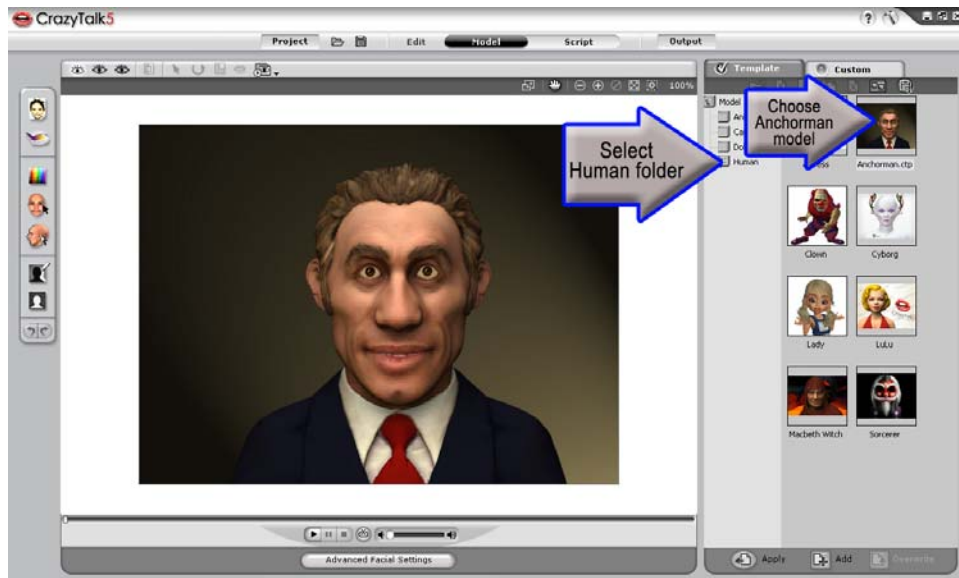 CrazyTalk5
Project Edit Model Script Output
Template Custom
100%
Model
Human
Select
Human folder
Choose
Anchorman
model
Anchorman.ctp
Clown Cyborg
Lady LuLu
Macbeth Witch Sorcerer
Advanced Facial Settings
Apply Add Overwrite